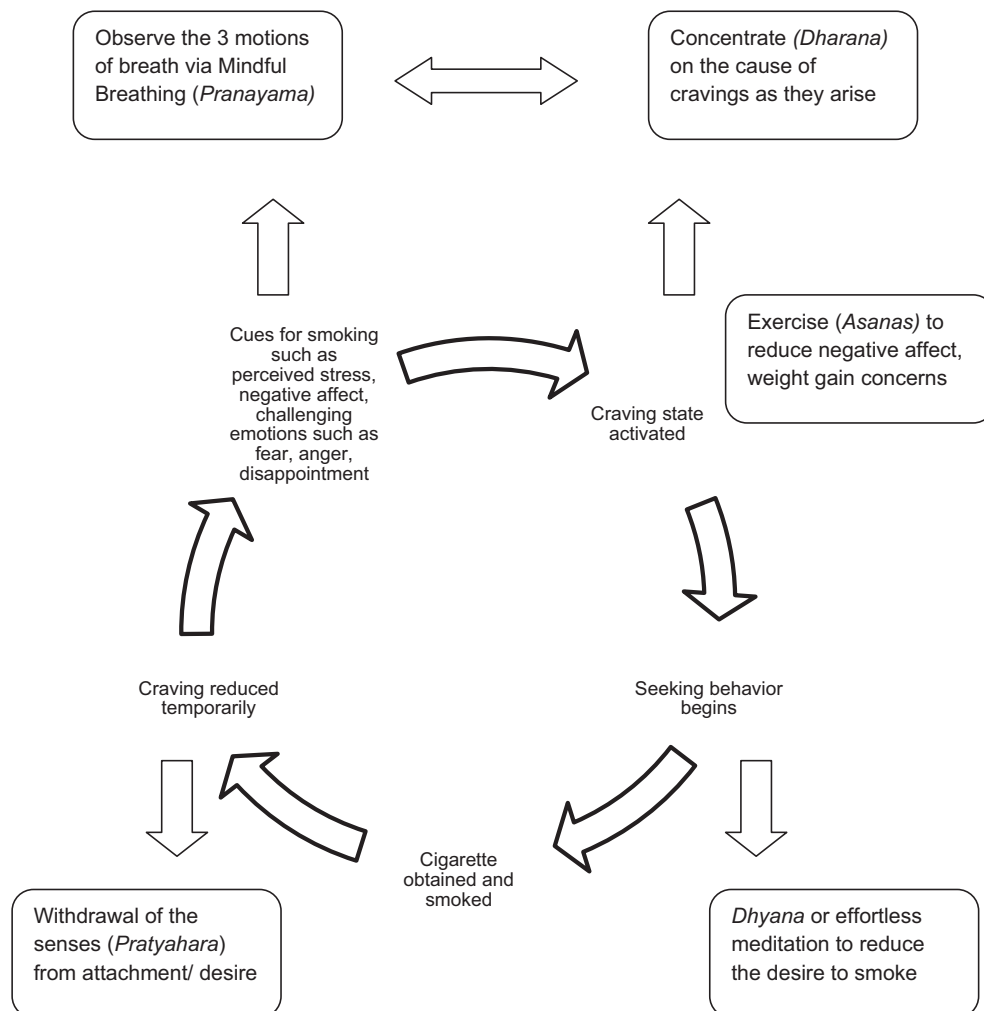 Observe the 3 motions
of breath via Mindful
Breathing (Pranayama)
Concentrate (Dharana)
on the cause of
cravings as they arise
Cues for smoking
such as
perceived stress,
negative affect,
challenging
emotions such as
fear, anger,
disappointment
Exercise (Asanas) to
reduce negative affect,
weight gain concerns
Craving state
activated
Craving reduced
temporarily
Seeking behavior
begins
Cigarette
obtained and
smoked
Withdrawal of the
senses (Pratyahara)
from attachment/ desire
Dhyana or effortless
meditation to reduce
the desire to smoke